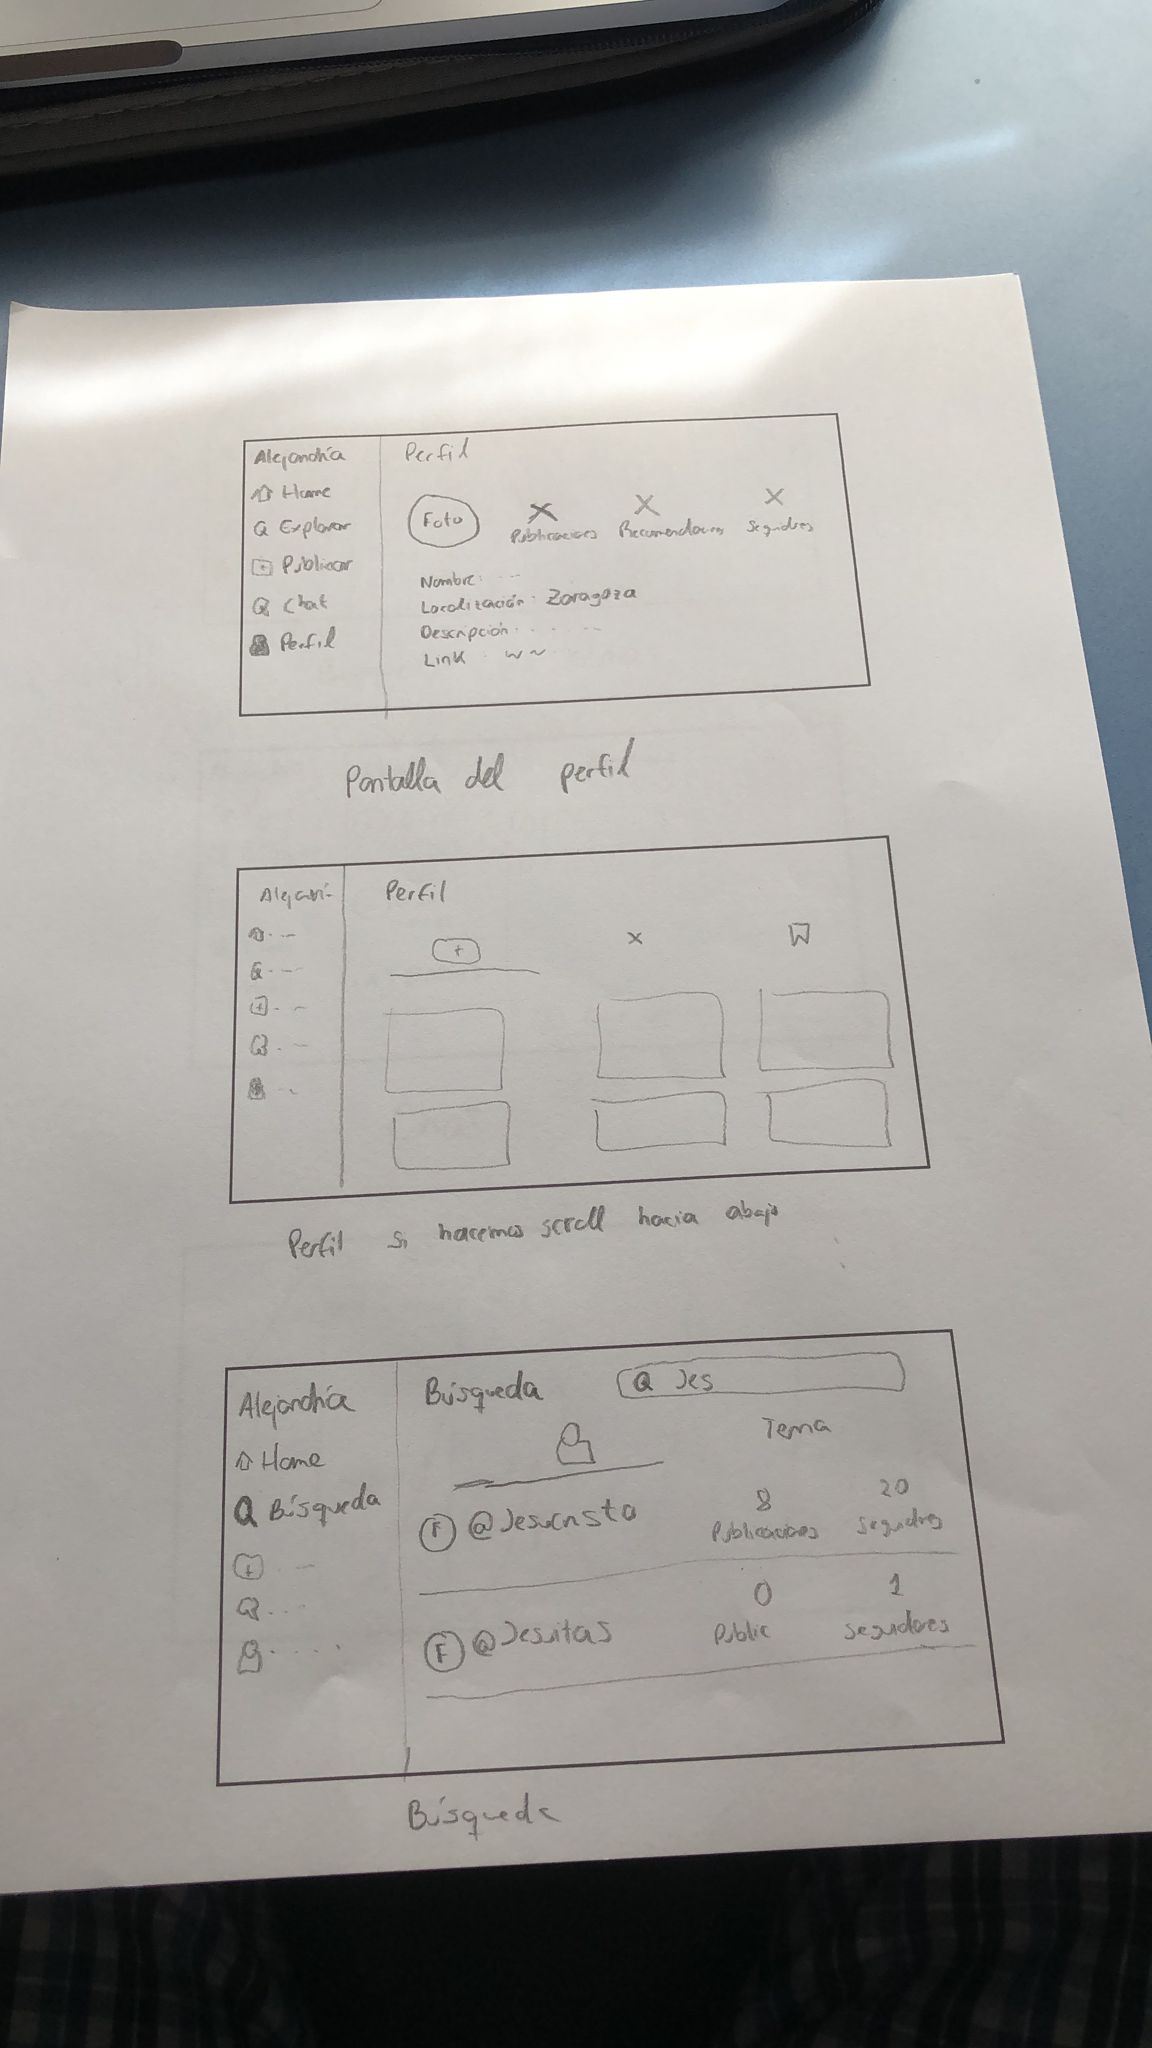 Alejandría
Home
Explorar
Publicar
Chat
Perfil
Perfil
Foto
X X X
Publicaciones Recomendaciones Seguidores
Nombre:
Localización: Zaragoza
Descripción:
Link:
Pantalla del perfil
Perfil
+ x
Perfil si hacemos scroll hacia abajo
Alejandría
Home
Búsqueda
Búsqueda
Jes
Tema
F @Jesucristo 8 Publicaciones 20 Seguidores
F @Jesuitas 0 Public 1 Seguidores
Búsqueda